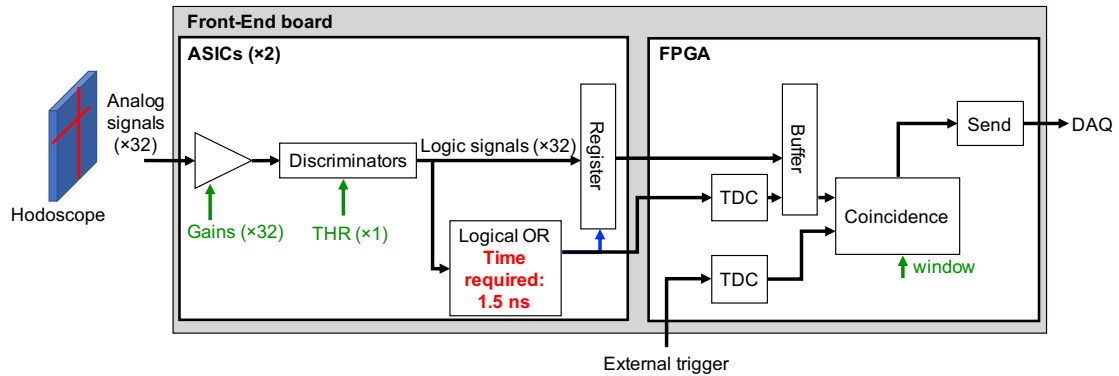 Front-End board
ASICs (×2)
FPGA
Analog
signals
(×32)
Hodoscope
Gains (×32)
Discriminators
THR (×1)
Logic signals (×32)
Logical OR
Time
required:
1.5 ns
Register
Buffer
TDC
TDC
Coincidence
window
Send
DAQ
External trigger